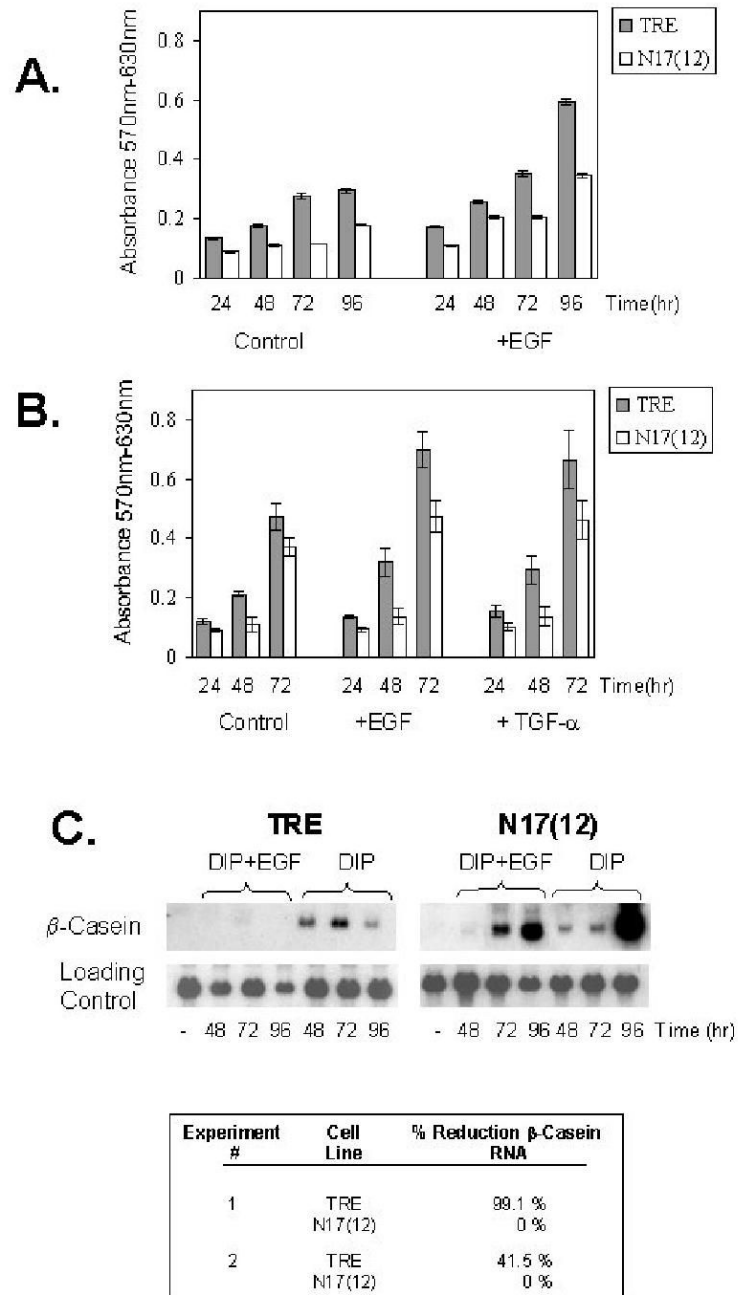 A.
Absorbance 570nm-630nm
0.8
0.6
0.4
0.2
0
TRE
N17(12)
24 48 72 96 24 48 72 96 Time(hr)
Control +EGF
B.
Absorbance 570nm-630nm
0.8
0.6
0.4
0.2
0
TRE
N17(12)
24 48 72 24 48 72 24 48 72 Time(hr)
Control +EGF + TGF-α
C.
TRE N17(12)
DIP+EGF DIP DIP+EGF DIP
β-Casein
Loading
Control
- 48 72 96 48 72 96 - 48 72 96 48 72 96 Time (hr)
Experiment Cell % Reduction β-Casein
# Line RNA
1 TRE 99.1 %
N17(12) 0 %
2 TRE 41.5 %
N17(12) 0 %